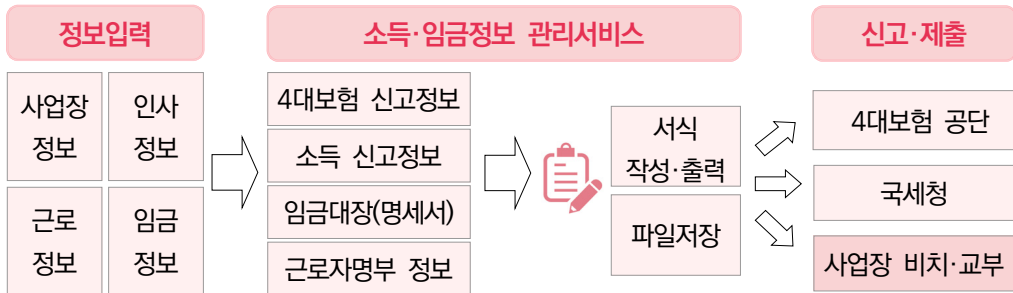 정보입력
소득·임금정보 관리서비스
신고·제출
사업장
정보
인사
정보
근로
정보
임금
정보
4대보험 신고정보
소득 신고정보
임금대장(명세서)
근로자명부 정보
서식
작성·출력
파일저장
4대보험 공단
국세청
사업장 비치·교부